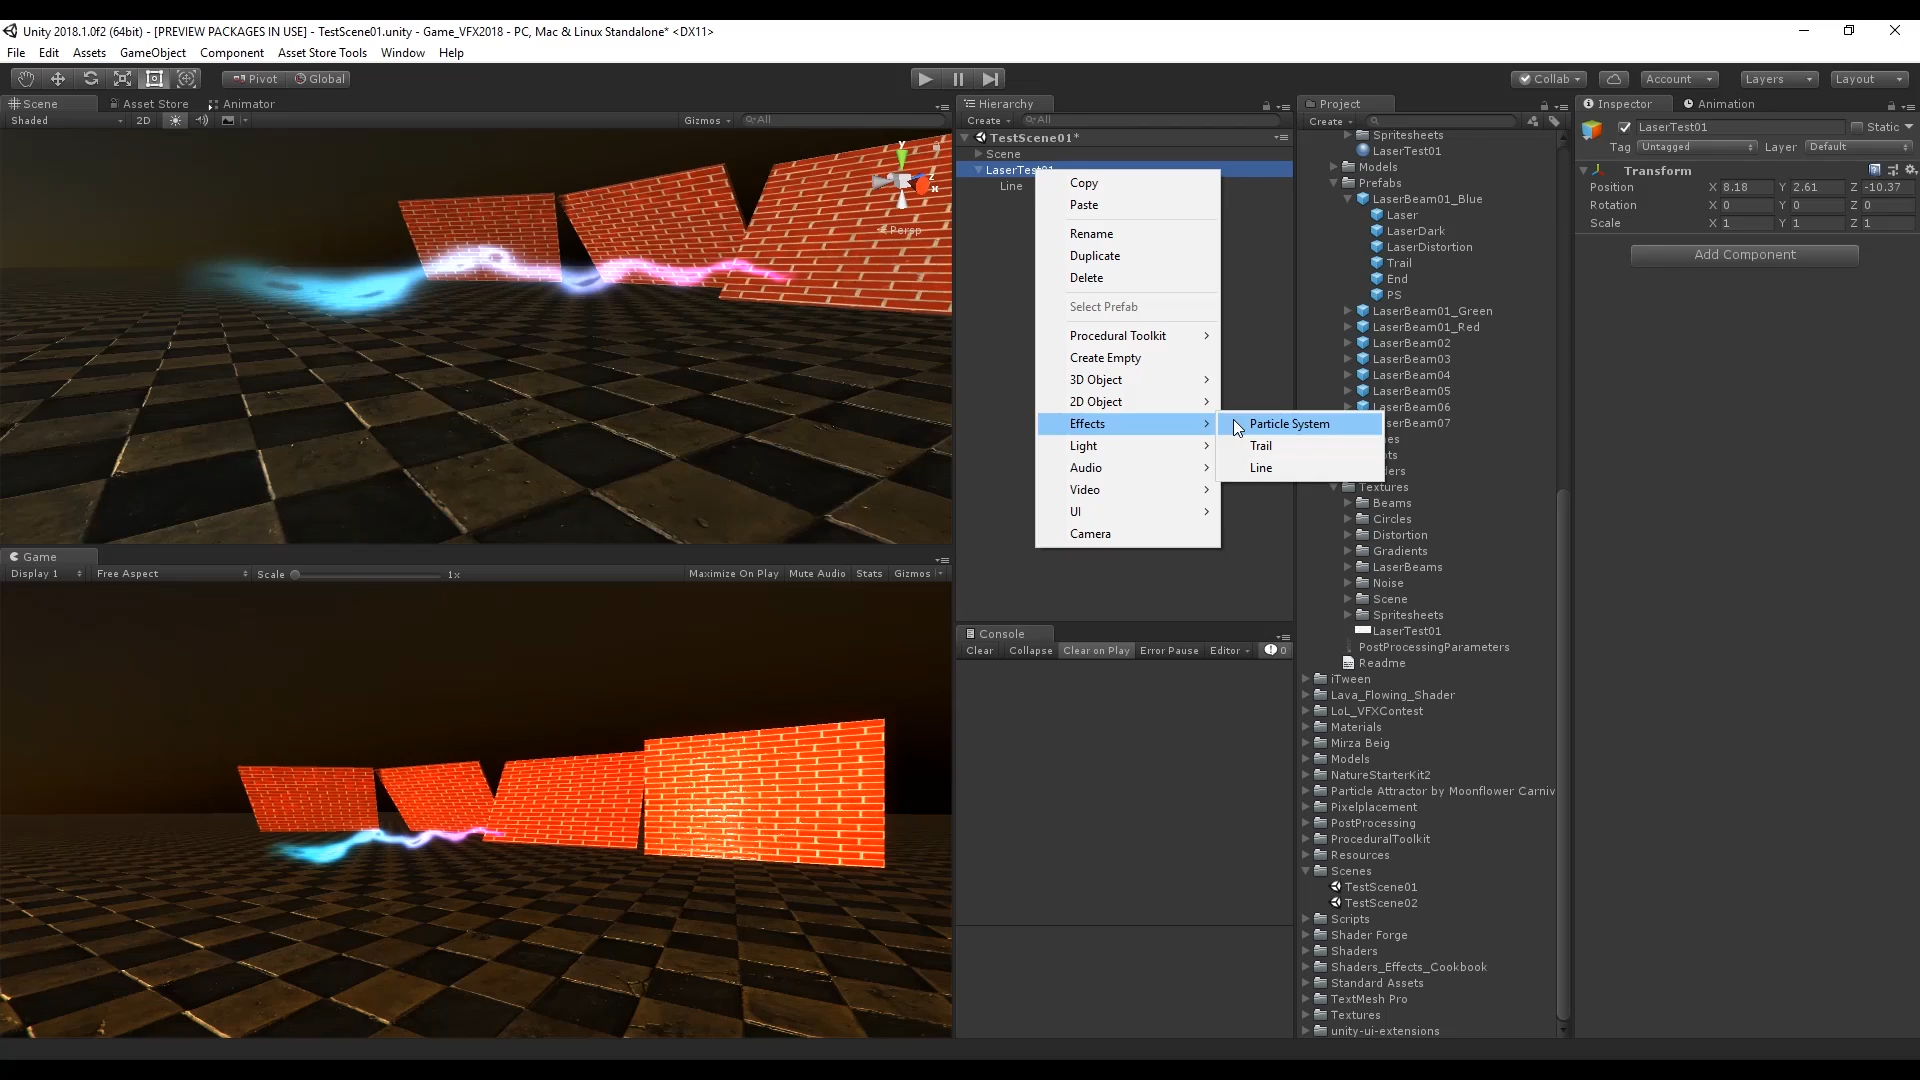 Unity 2018.1.0f2 (64bit) - [PREVIEW PACKAGES IN USE] - TestScene01.unity - Game_VFX2018 - PC, Mac & Linux Standalone* <DX11>
File Edit Assets GameObject Component Asset Store Tools Window Help
Pivot Global Collab Account Layers Layout
Scene Asset Store Animator
Shaded 2D Gizmos All
Persp
y
z
x
Game
Display 1 Free Aspect Scale 1x Maximize On Play Mute Audio Stats Gizmos
Hierarchy
Create All
TestScene01*
Scene
LaserTest01
Line
Copy
Paste
Rename
Duplicate
Delete
Select Prefab
Procedural Toolkit
Create Empty
3D Object
2D Object
Effects
Light
Audio
Video
UI
Camera
Particle System
Trail
Line
Console
Clear Collapse Clear on Play Error Pause Editor 0
Project
Create
Spritesheets
LaserTest01
Models
Prefabs
LaserBeam01_Blue
Laser
LaserDark
LaserDistortion
Trail
End
PS
LaserBeam01_Green
LaserBeam01_Red
LaserBeam02
LaserBeam03
LaserBeam04
LaserBeam05
LaserBeam06
erBeam07
es
ts
ers
Textures
Beams
Circles
Distortion
Gradients
LaserBeams
Noise
Scene
Spritesheets
LaserTest01
PostProcessingParameters
Readme
iTween
Lava_Flowing_Shader
LoL_VFXContest
Materials
Mirza Beig
Models
NatureStarterKit2
Particle Attractor by Moonflower Carniv
Pixelplacement
PostProcessing
ProceduralToolkit
Resources
Scenes
TestScene01
TestScene02
Scripts
Shader Forge
Shaders
Shaders_Effects_Cookbook
Standard Assets
TextMesh Pro
Textures
unity-ui-extensions
Inspector Animation
LaserTest01 Static
Tag Untagged Layer Default
Transform
Position X 8.18 Y 2.61 Z -10.37
Rotation X 0 Y 0 Z 0
Scale X 1 Y 1 Z 1
Add Component